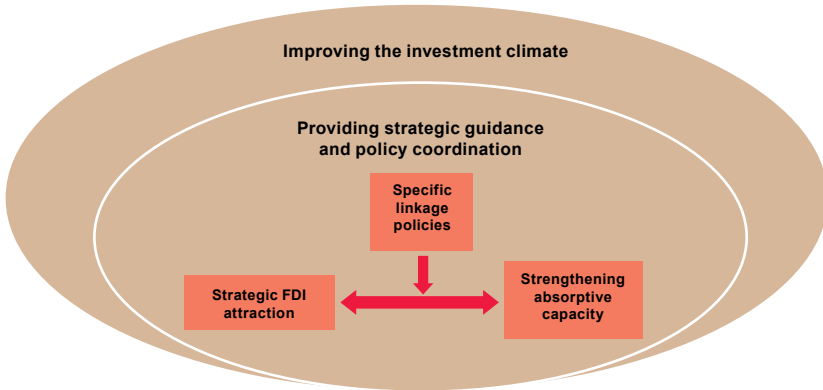 Improving the investment climate
Providing strategic guidance
and policy coordination
Specific
linkage
policies
Strategic FDI
attraction
Strengthening
absorptive
capacity